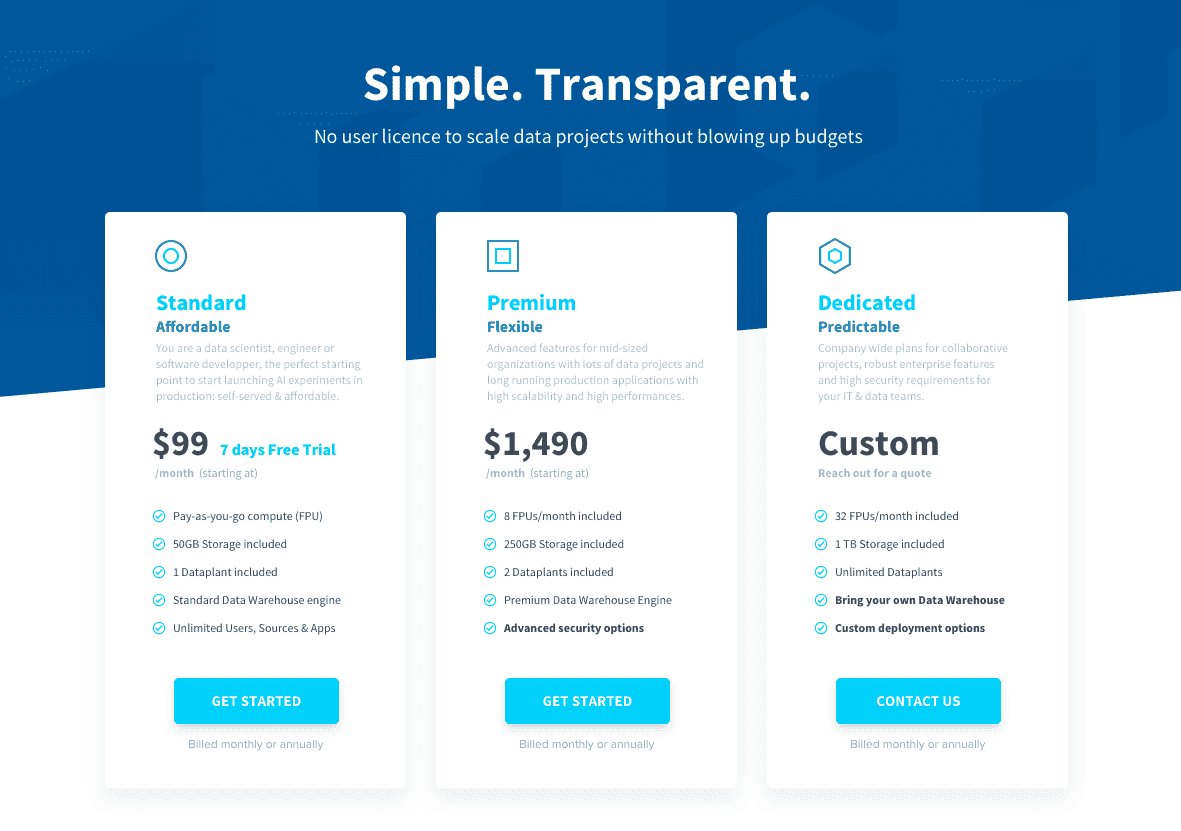 Simple. Transparent.
No user licence to scale data projects without blowing up budgets
Standard
Affordable
You are a data scientist, engineer or
software developper, the perfect starting
point to start launching AI experiments in
production: self-served & affordable.
$99 7 days Free Trial
/month (starting at)
Pay-as-you-go compute (FPU)
50GB Storage included
1 Dataplant included
Standard Data Warehouse engine
Unlimited Users, Sources & Apps
GET STARTED
Billed monthly or annually
Premium
Flexible
Advanced features for mid-sized
organizations with lots of data projects and
long running production applications with
high scalability and high performances.
$1,490
/month (starting at)
8 FPUs/month included
250GB Storage included
2 Dataplants included
Premium Data Warehouse Engine
Advanced security options
GET STARTED
Billed monthly or annually
Dedicated
Predictable
Company wide plans for collaborative
projects, robust enterprise features
and high security requirements for
your IT & data teams.
Custom
Reach out for a quote
32 FPUs/month included
1 TB Storage included
Unlimited Dataplants
Bring your own Data Warehouse
Custom deployment options
CONTACT US
Billed monthly or annually